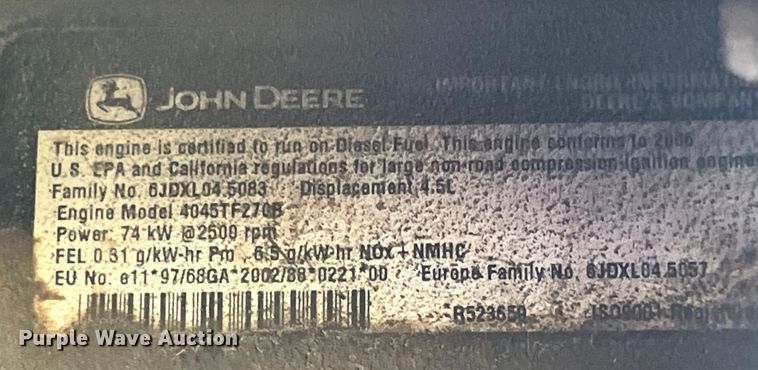 JOHN DEERE
IMPORTANT ENGINE INFORMATION
DEERE & COMPANY
This engine is certified to run on Diesel Fuel. This engine conforms to 2006
U.S. EPA and California regulations for large non-road compression-ignition engine
Family No. 6JDXL04.5083 Displacement 4.5L
Engine Model 4045TF270B
Power: 74 kW @2500 rpm
FEL 0.31 g/kW-hr Pm 6.5 g/kW-hr NOx + NMHC
EU No: e11*97/68GA*2002/88*0221*00 Europe Family No. 6JDXL04.5057
R523659 ISO9001
Purple Wave Auction